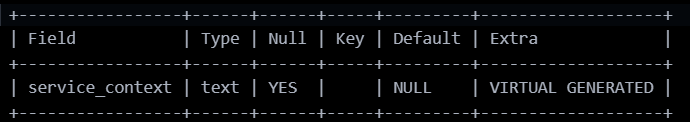 +-----------------+------+------+-----+---------+-------------------+
| Field           | Type | Null | Key | Default | Extra             |
+-----------------+------+------+-----+---------+-------------------+
| service_context | text | YES  |     | NULL    | VIRTUAL GENERATED |
+-----------------+------+------+-----+---------+-------------------+